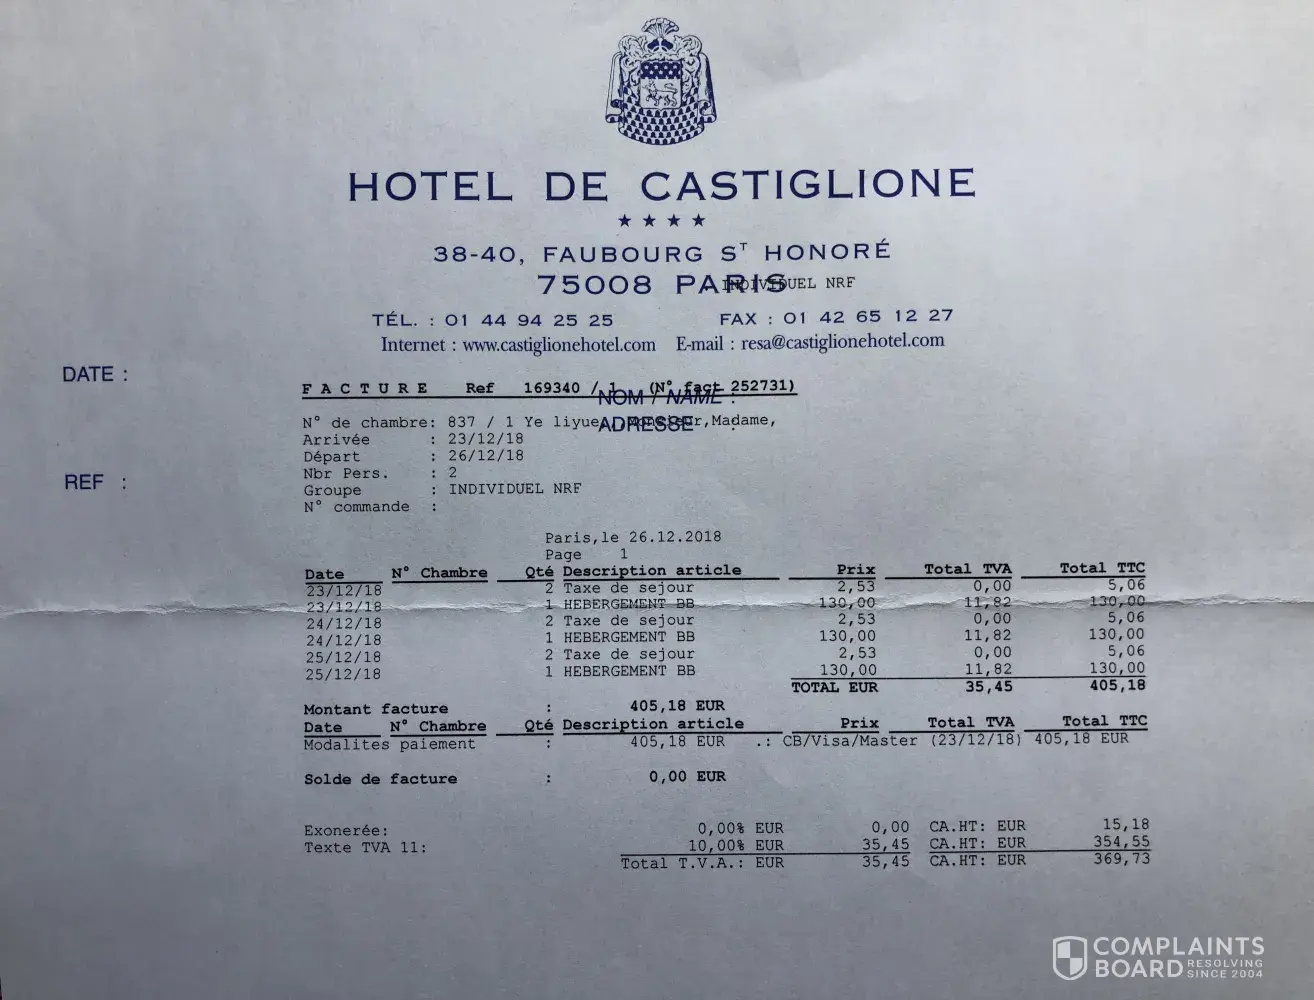 HOTEL DE CASTIGLIONE
★ ★ ★ ★
38-40, FAUBOURG ST HONORÉ
75008 PARIS INDIVIDUEL NRF
TÉL. : 01 44 94 25 25 FAX : 01 42 65 12 27
Internet : www.castiglionehotel.com E-mail : resa@castiglionehotel.com
DATE :
FACTURE Ref 169340 / 1 (N° fact 252731)
NOM / NAME :
N° de chambre: 837 / 1 Ye liyue, Monsieur,Madame,
ADRESSE :
Arrivée : 23/12/18
Départ : 26/12/18
Nbr Pers. : 2
REF :
Groupe : INDIVIDUEL NRF
N° commande :
Paris,le 26.12.2018
Page 1
Date N° Chambre Qté Description article Prix Total TVA Total TTC
23/12/18 2 Taxe de sejour 2,53 0,00 5,06
23/12/18 1 HEBERGEMENT BB 130,00 11,82 130,00
24/12/18 2 Taxe de sejour 2,53 0,00 5,06
24/12/18 1 HEBERGEMENT BB 130,00 11,82 130,00
25/12/18 2 Taxe de sejour 2,53 0,00 5,06
25/12/18 1 HEBERGEMENT BB 130,00 11,82 130,00
TOTAL EUR 35,45 405,18
Montant facture : 405,18 EUR
Date N° Chambre Qté Description article Prix Total TVA Total TTC
Modalites paiement : 405,18 EUR .: CB/Visa/Master (23/12/18) 405,18 EUR
Solde de facture : 0,00 EUR
Exonerée: 0,00% EUR 0,00 CA.HT: EUR 15,18
Texte TVA 11: 10,00% EUR 35,45 CA.HT: EUR 354,55
Total T.V.A.: EUR 35,45 CA.HT: EUR 369,73
COMPLAINTS
BOARD RESOLVING
SINCE 2004